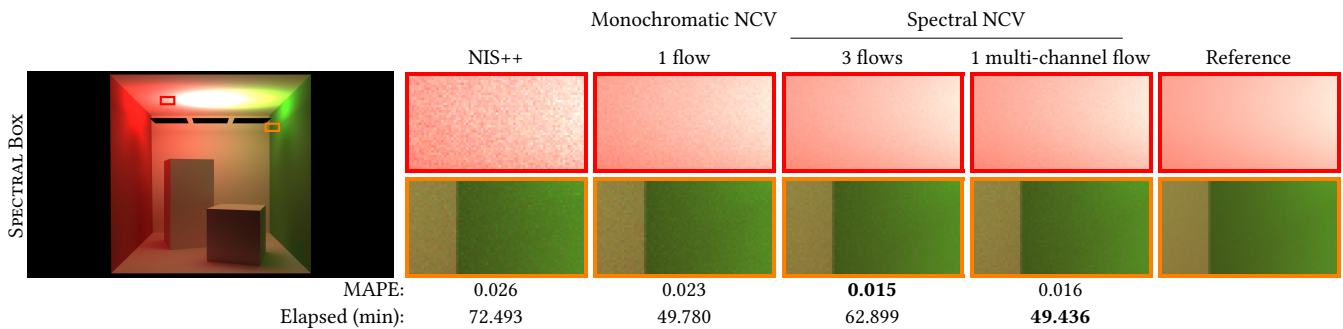 Monochromatic NCV Spectral NCV
NIS++ 1 flow 3 flows 1 multi-channel flow Reference
Spectral Box
MAPE: 0.026 0.023 0.015 0.016
Elapsed (min): 72.493 49.780 62.899 49.436